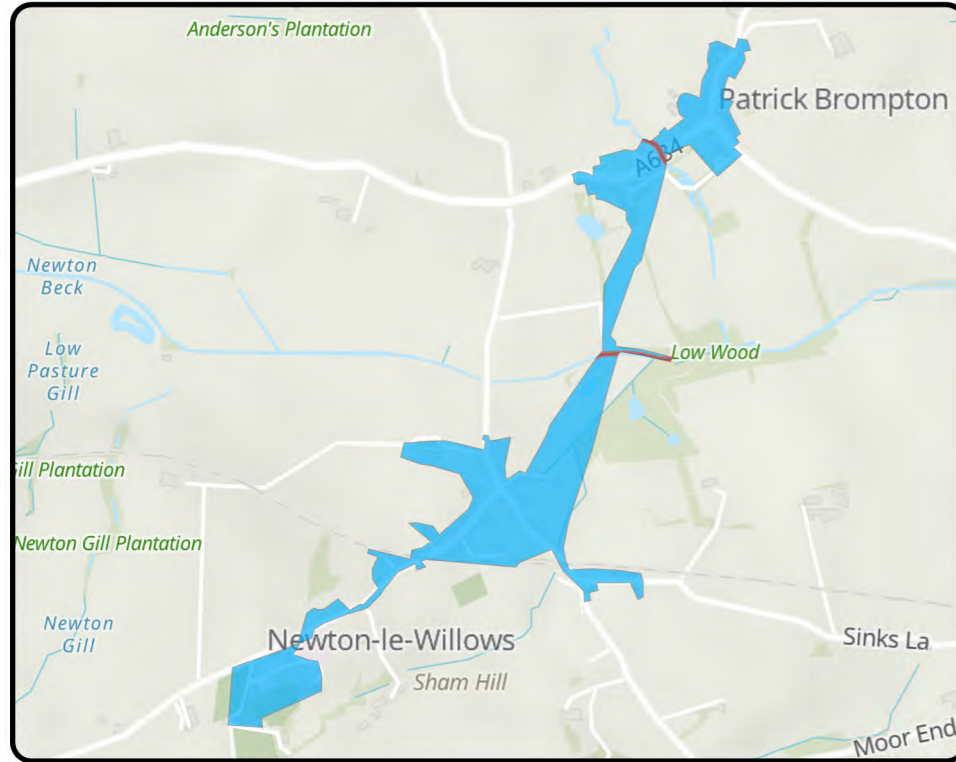 Anderson's Plantation
Patrick Brompton
A684
Newton
Beck
Low
Pasture
Gill
Low Wood
ill Plantation
Newton Gill Plantation
Newton
Gill
Newton-le-Willows
Sinks La
Sham Hill
Moor End